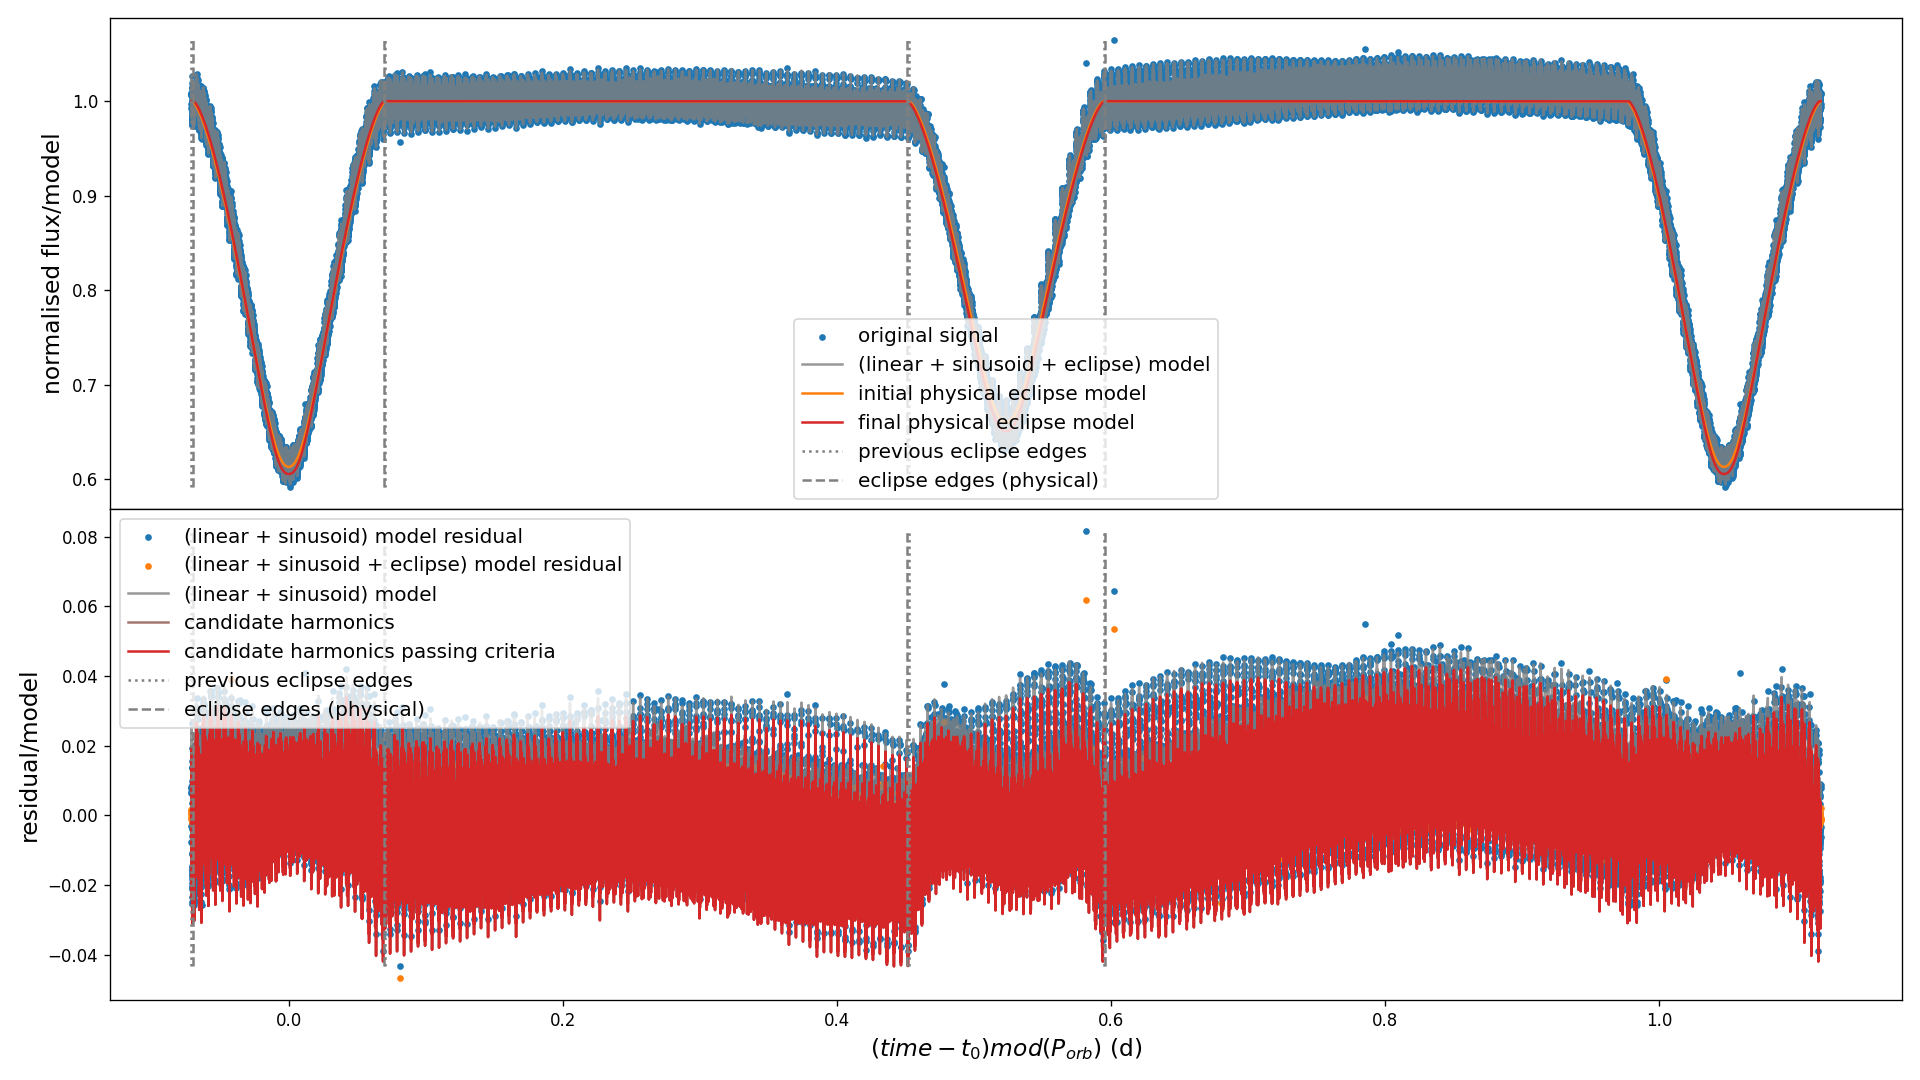 normalised flux/model
1.0
0.9
0.8
0.7
0.6
original signal
(linear + sinusoid + eclipse) model
initial physical eclipse model
final physical eclipse model
previous eclipse edges
eclipse edges (physical)
residual/model
0.08
0.06
0.04
0.02
0.00
−0.02
−0.04
(linear + sinusoid) model residual
(linear + sinusoid + eclipse) model residual
(linear + sinusoid) model
candidate harmonics
candidate harmonics passing criteria
previous eclipse edges
eclipse edges (physical)
0.0 0.2 0.4 0.6 0.8 1.0
(time − t₀)mod(Pₒᵣb) (d)